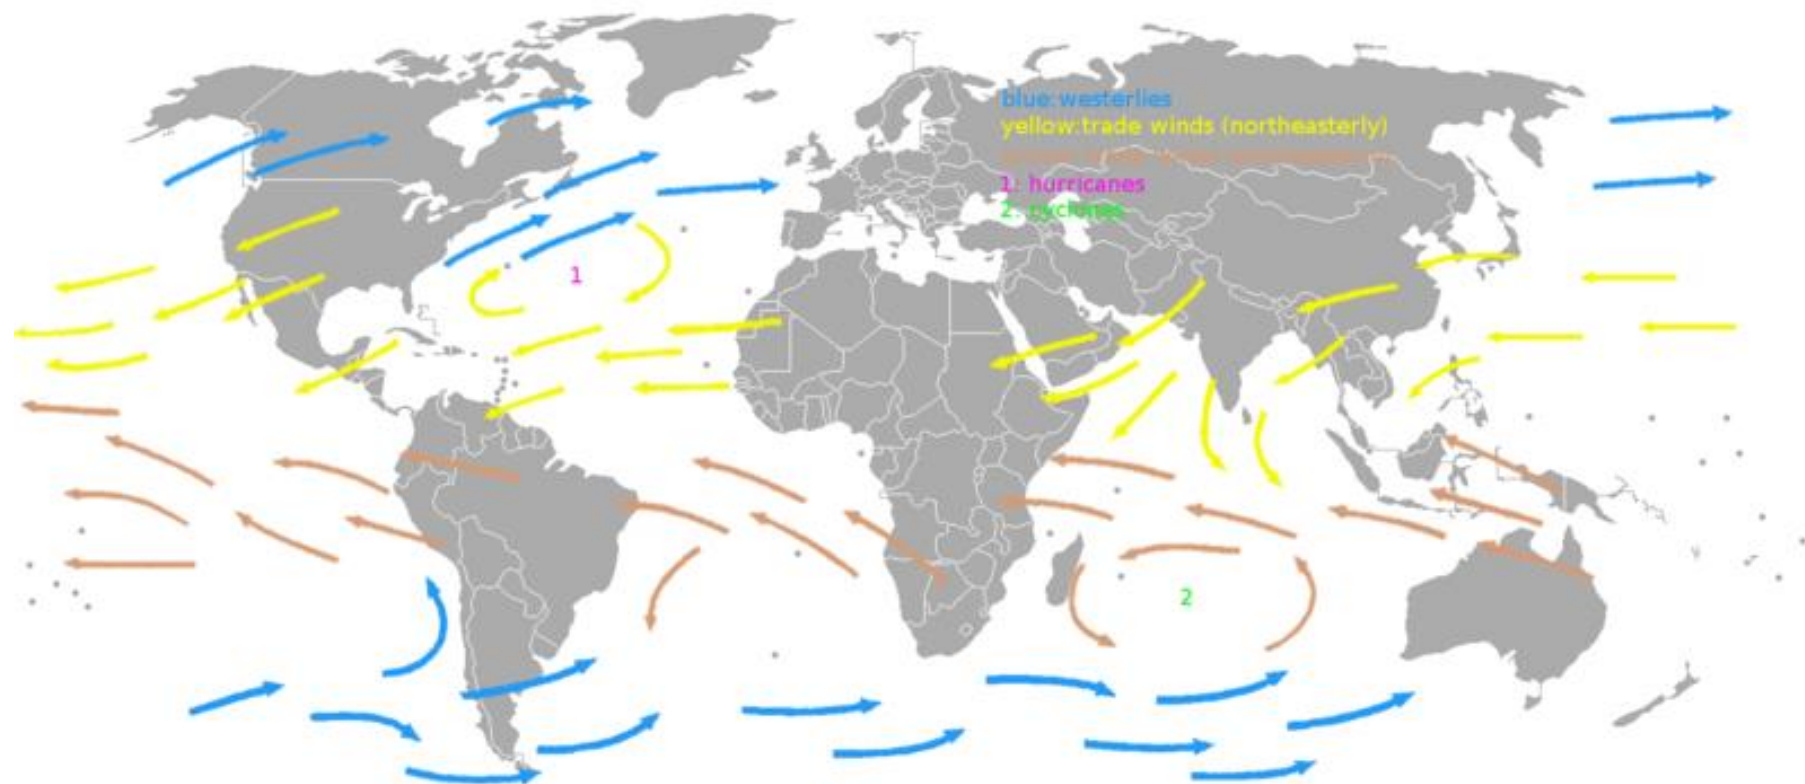 blue:westerlies
yellow:trade winds (northeasterly)
1: hurricanes
2: cyclones
1
2